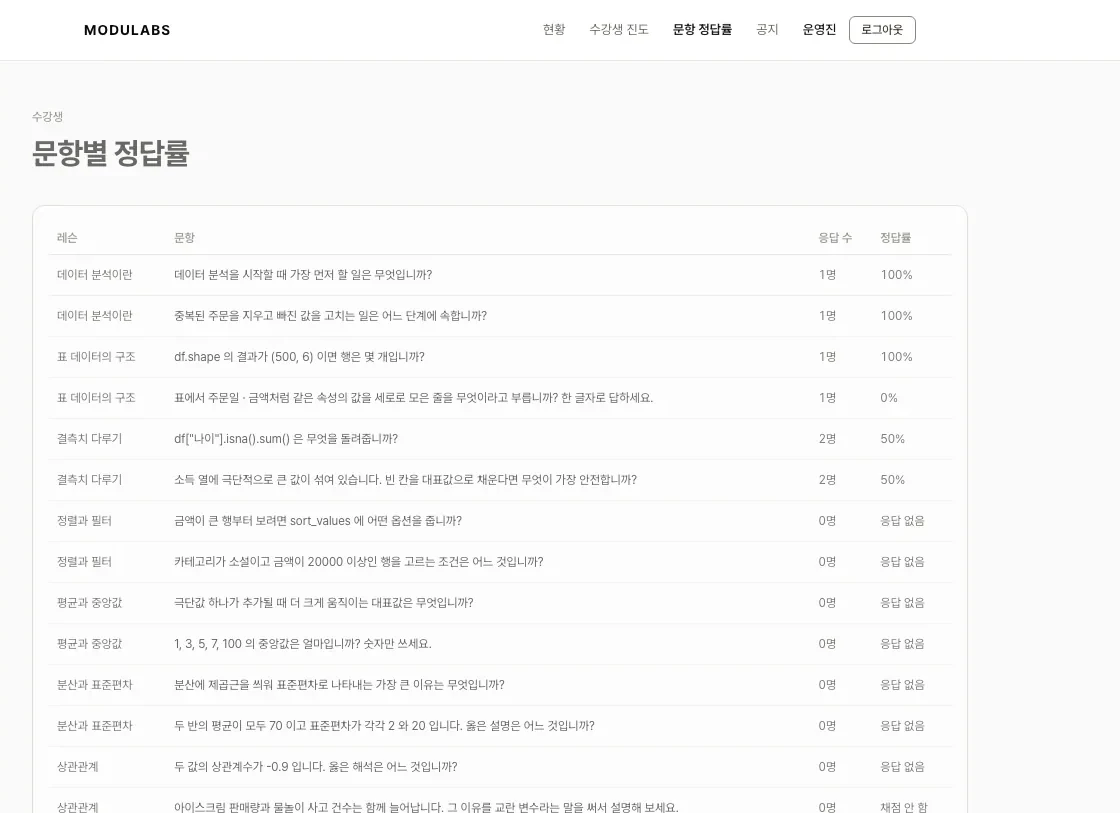 MODULABS 현황 수강생 진도 문항 정답률 공지 운영진 로그아웃
수강생
문항별 정답률
레슨 문항 응답 수 정답률
데이터 분석이란 데이터 분석을 시작할 때 가장 먼저 할 일은 무엇입니까? 1명 100%
데이터 분석이란 중복된 주문을 지우고 빠진 값을 고치는 일은 어느 단계에 속합니까? 1명 100%
표 데이터의 구조 df.shape 의 결과가 (500, 6) 이면 행은 몇 개입니까? 1명 100%
표 데이터의 구조 표에서 주문일 · 금액처럼 같은 속성의 값을 세로로 모은 줄을 무엇이라고 부릅니까? 한 글자로 답하세요. 1명 0%
결측치 다루기 df["나이"].isna().sum() 은 무엇을 돌려줍니까? 2명 50%
결측치 다루기 소득 열에 극단적으로 큰 값이 섞여 있습니다. 빈 칸을 대표값으로 채운다면 무엇이 가장 안전합니까? 2명 50%
정렬과 필터 금액이 큰 행부터 보려면 sort_values 에 어떤 옵션을 줍니까? 0명 응답 없음
정렬과 필터 카테고리가 소설이고 금액이 20000 이상인 행을 고르는 조건은 어느 것입니까? 0명 응답 없음
평균과 중앙값 극단값 하나가 추가될 때 더 크게 움직이는 대표값은 무엇입니까? 0명 응답 없음
평균과 중앙값 1, 3, 5, 7, 100 의 중앙값은 얼마입니까? 숫자만 쓰세요. 0명 응답 없음
분산과 표준편차 분산에 제곱근을 씌워 표준편차로 나타내는 가장 큰 이유는 무엇입니까? 0명 응답 없음
분산과 표준편차 두 반의 평균이 모두 70 이고 표준편차가 각각 2 와 20 입니다. 옳은 설명은 어느 것입니까? 0명 응답 없음
상관관계 두 값의 상관계수가 -0.9 입니다. 옳은 해석은 어느 것입니까? 0명 응답 없음
상관관계 아이스크림 판매량과 물놀이 사고 건수는 함께 늘어납니다. 그 이유를 교란 변수라는 말을 써서 설명해 보세요. 0명 채점 안 함